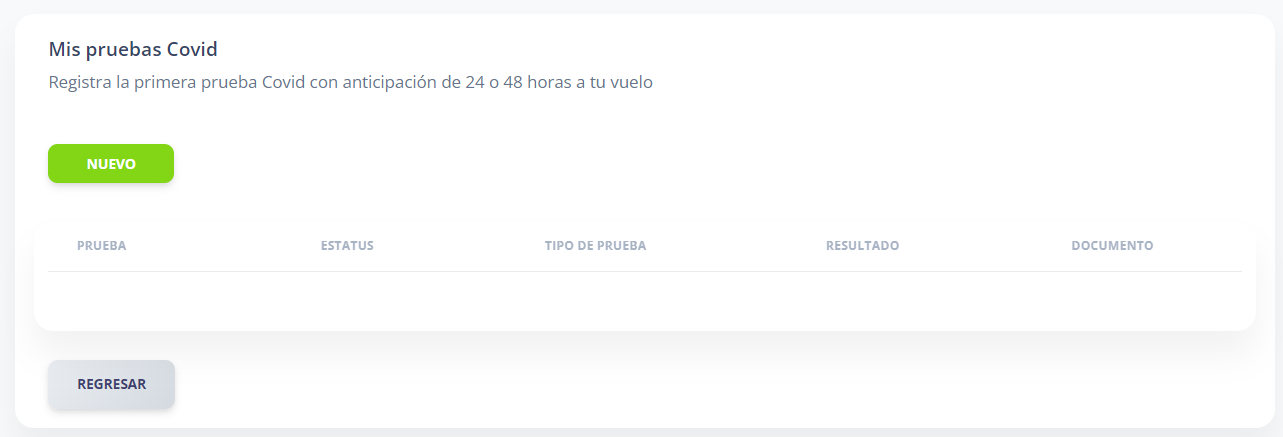 Mis pruebas Covid
Registra la primera prueba Covid con anticipación de 24 o 48 horas a tu vuelo
NUEVO
PRUEBA ESTATUS TIPO DE PRUEBA RESULTADO DOCUMENTO
REGRESAR